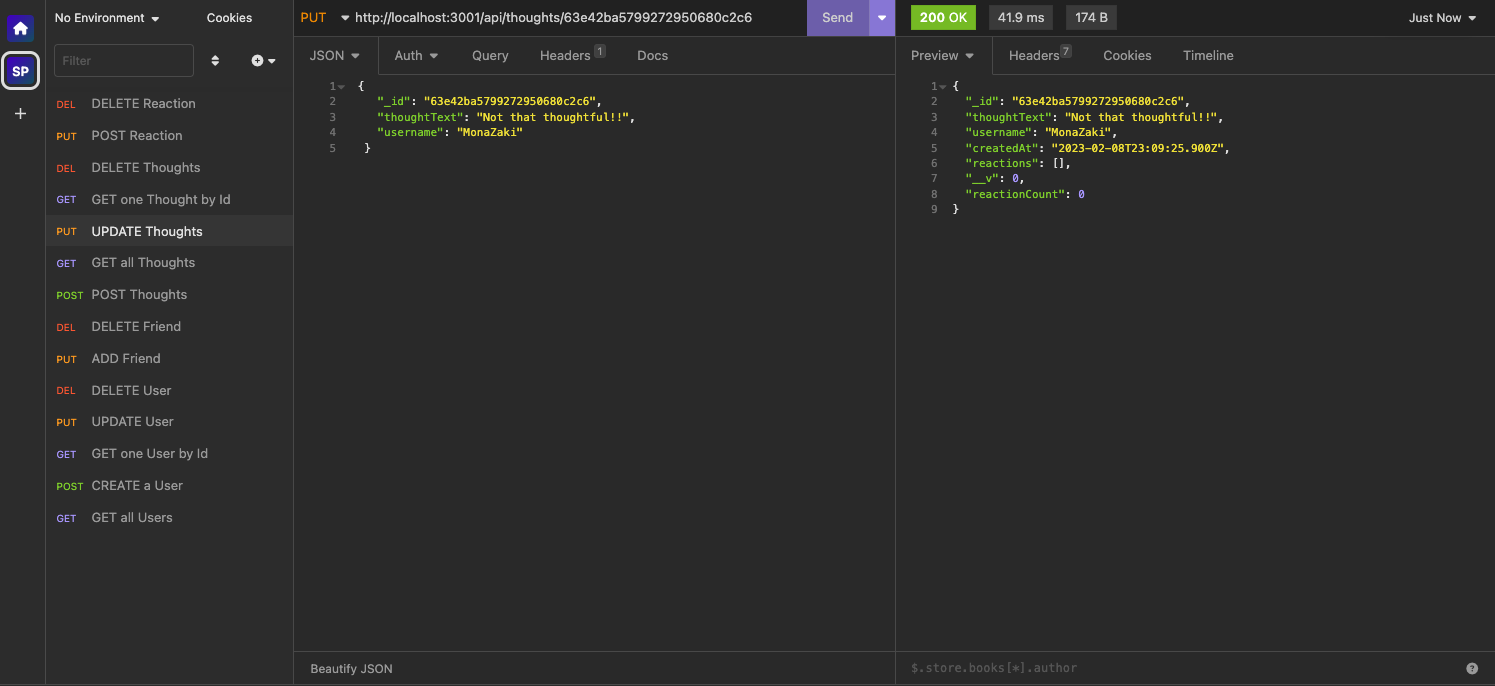 No Environment
Cookies
SP
Filter
DEL DELETE Reaction
PUT POST Reaction
DEL DELETE Thoughts
GET GET one Thought by Id
PUT UPDATE Thoughts
GET GET all Thoughts
POST POST Thoughts
DEL DELETE Friend
PUT ADD Friend
DEL DELETE User
PUT UPDATE User
GET GET one User by Id
POST CREATE a User
GET GET all Users
PUT http://localhost:3001/api/thoughts/63e42ba5799272950680c2c6 Send
JSON Auth Query Headers 1 Docs
1 {
2 "_id": "63e42ba5799272950680c2c6",
3 "thoughtText": "Not that thoughtful!!",
4 "username": "MonaZaki"
5 }
Beautify JSON
200 OK 41.9 ms 174 B Just Now
Preview Headers 7 Cookies Timeline
1 {
2 "_id": "63e42ba5799272950680c2c6",
3 "thoughtText": "Not that thoughtful!!",
4 "username": "MonaZaki",
5 "createdAt": "2023-02-08T23:09:25.900Z",
6 "reactions": [],
7 "__v": 0,
8 "reactionCount": 0
9 }
$.store.books[*].author
?